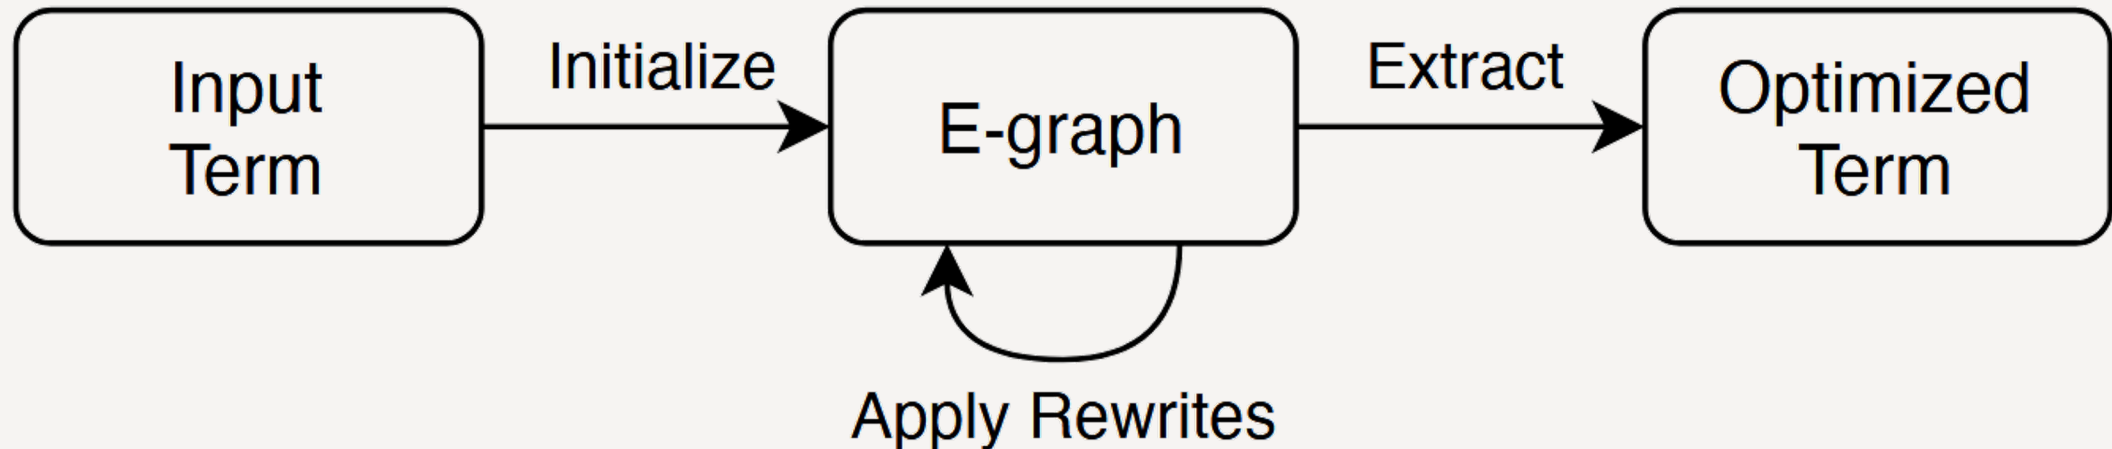 Input
Term
Initialize
E-graph
Extract
Optimized
Term
Apply Rewrites